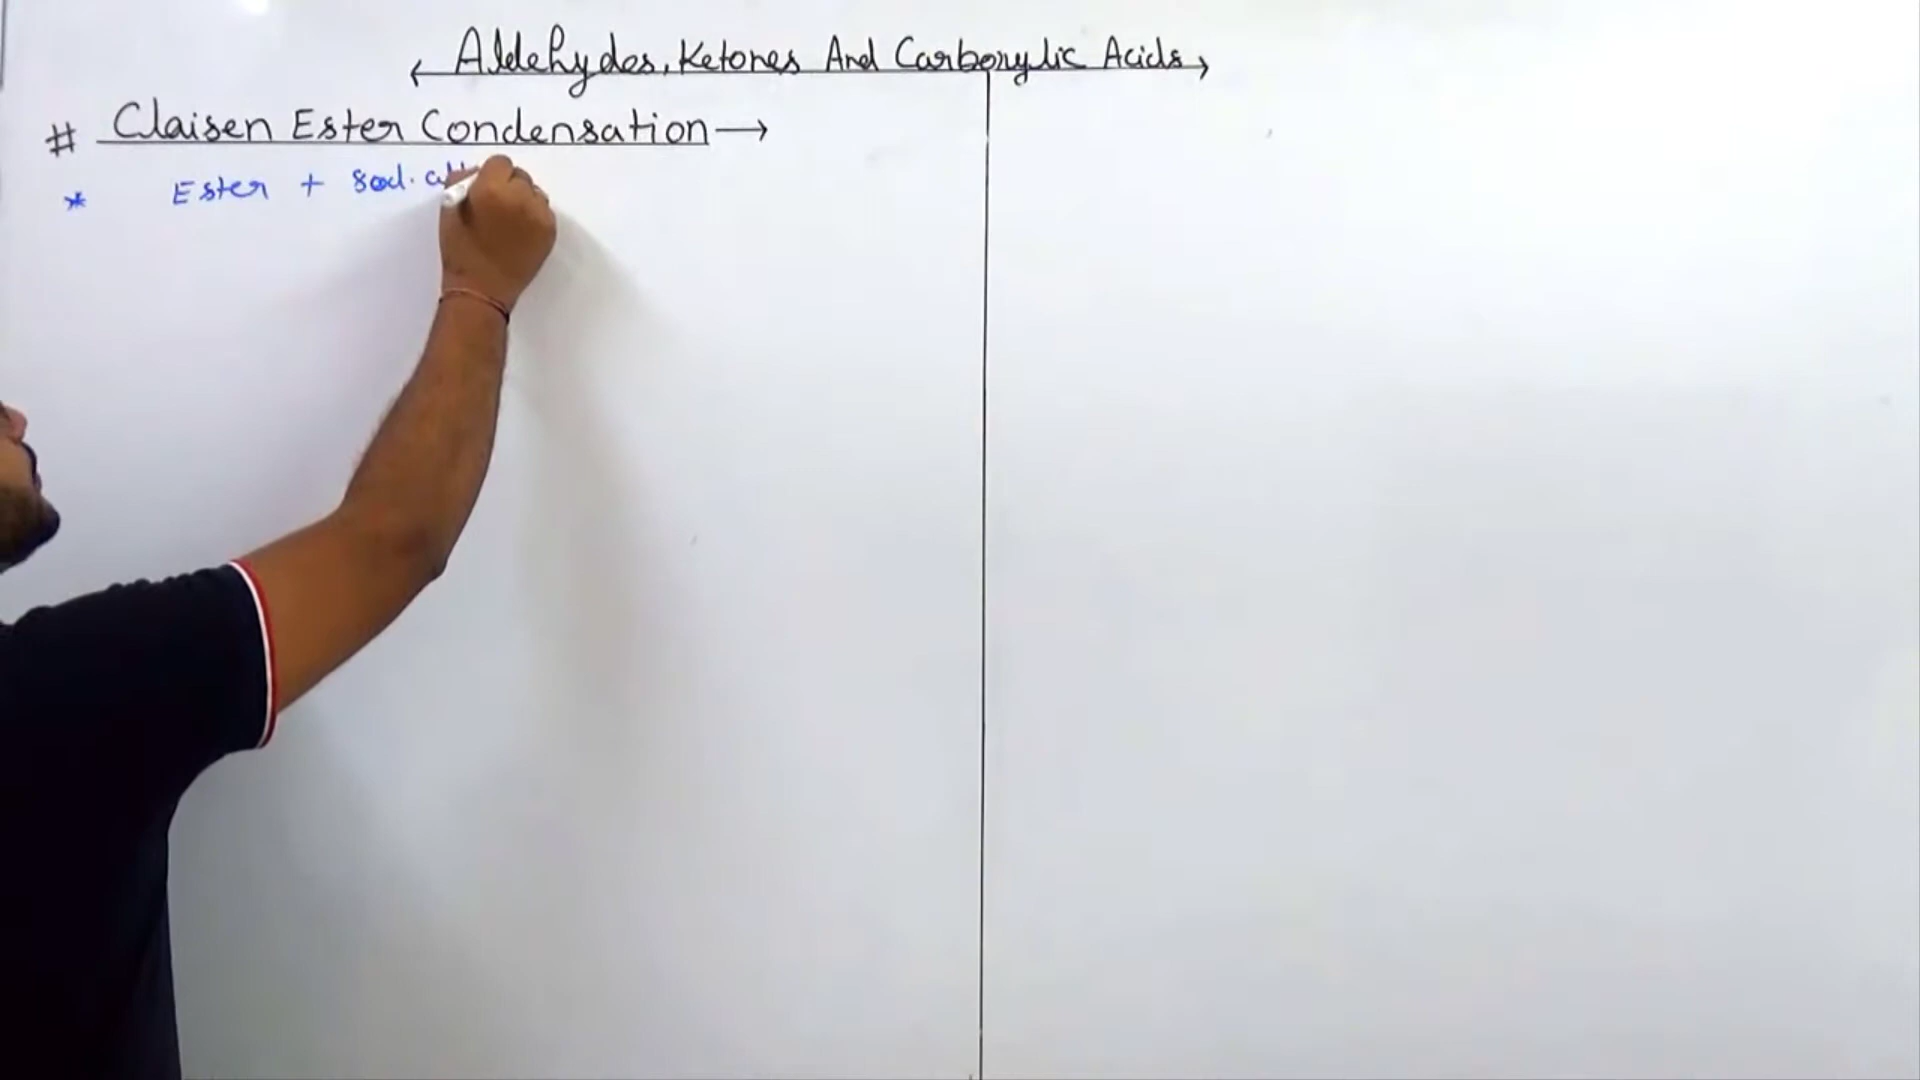 Aldehydes, Ketones And Carboxylic Acids
# Claisen Ester Condensation →
* Ester + sod.